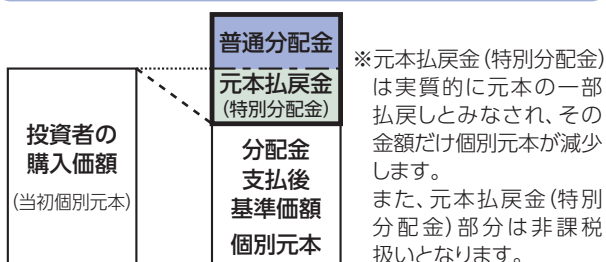 普通分配金
元本払戻金
(特別分配金)
投資者の
購入価額
(当初個別元本)
分配金
支払後
基準価額
個別元本
※元本払戻金(特別分配金)
は実質的に元本の一部
払戻しとみなされ、その
金額だけ個別元本が減少
します。
また、元本払戻金(特別
分配金)部分は非課税
扱いとなります。